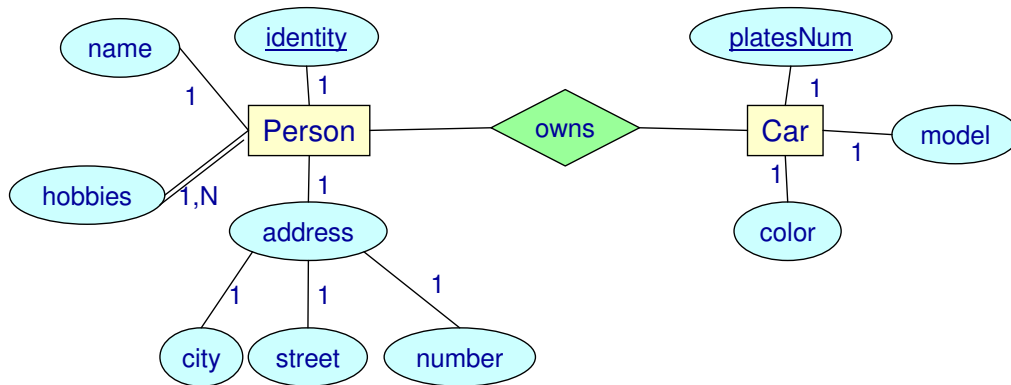 name
identity
platesNum
1
1
1
Person
owns
Car
model
1
hobbies
1,N
1
1
address
color
1
1
1
city
street
number